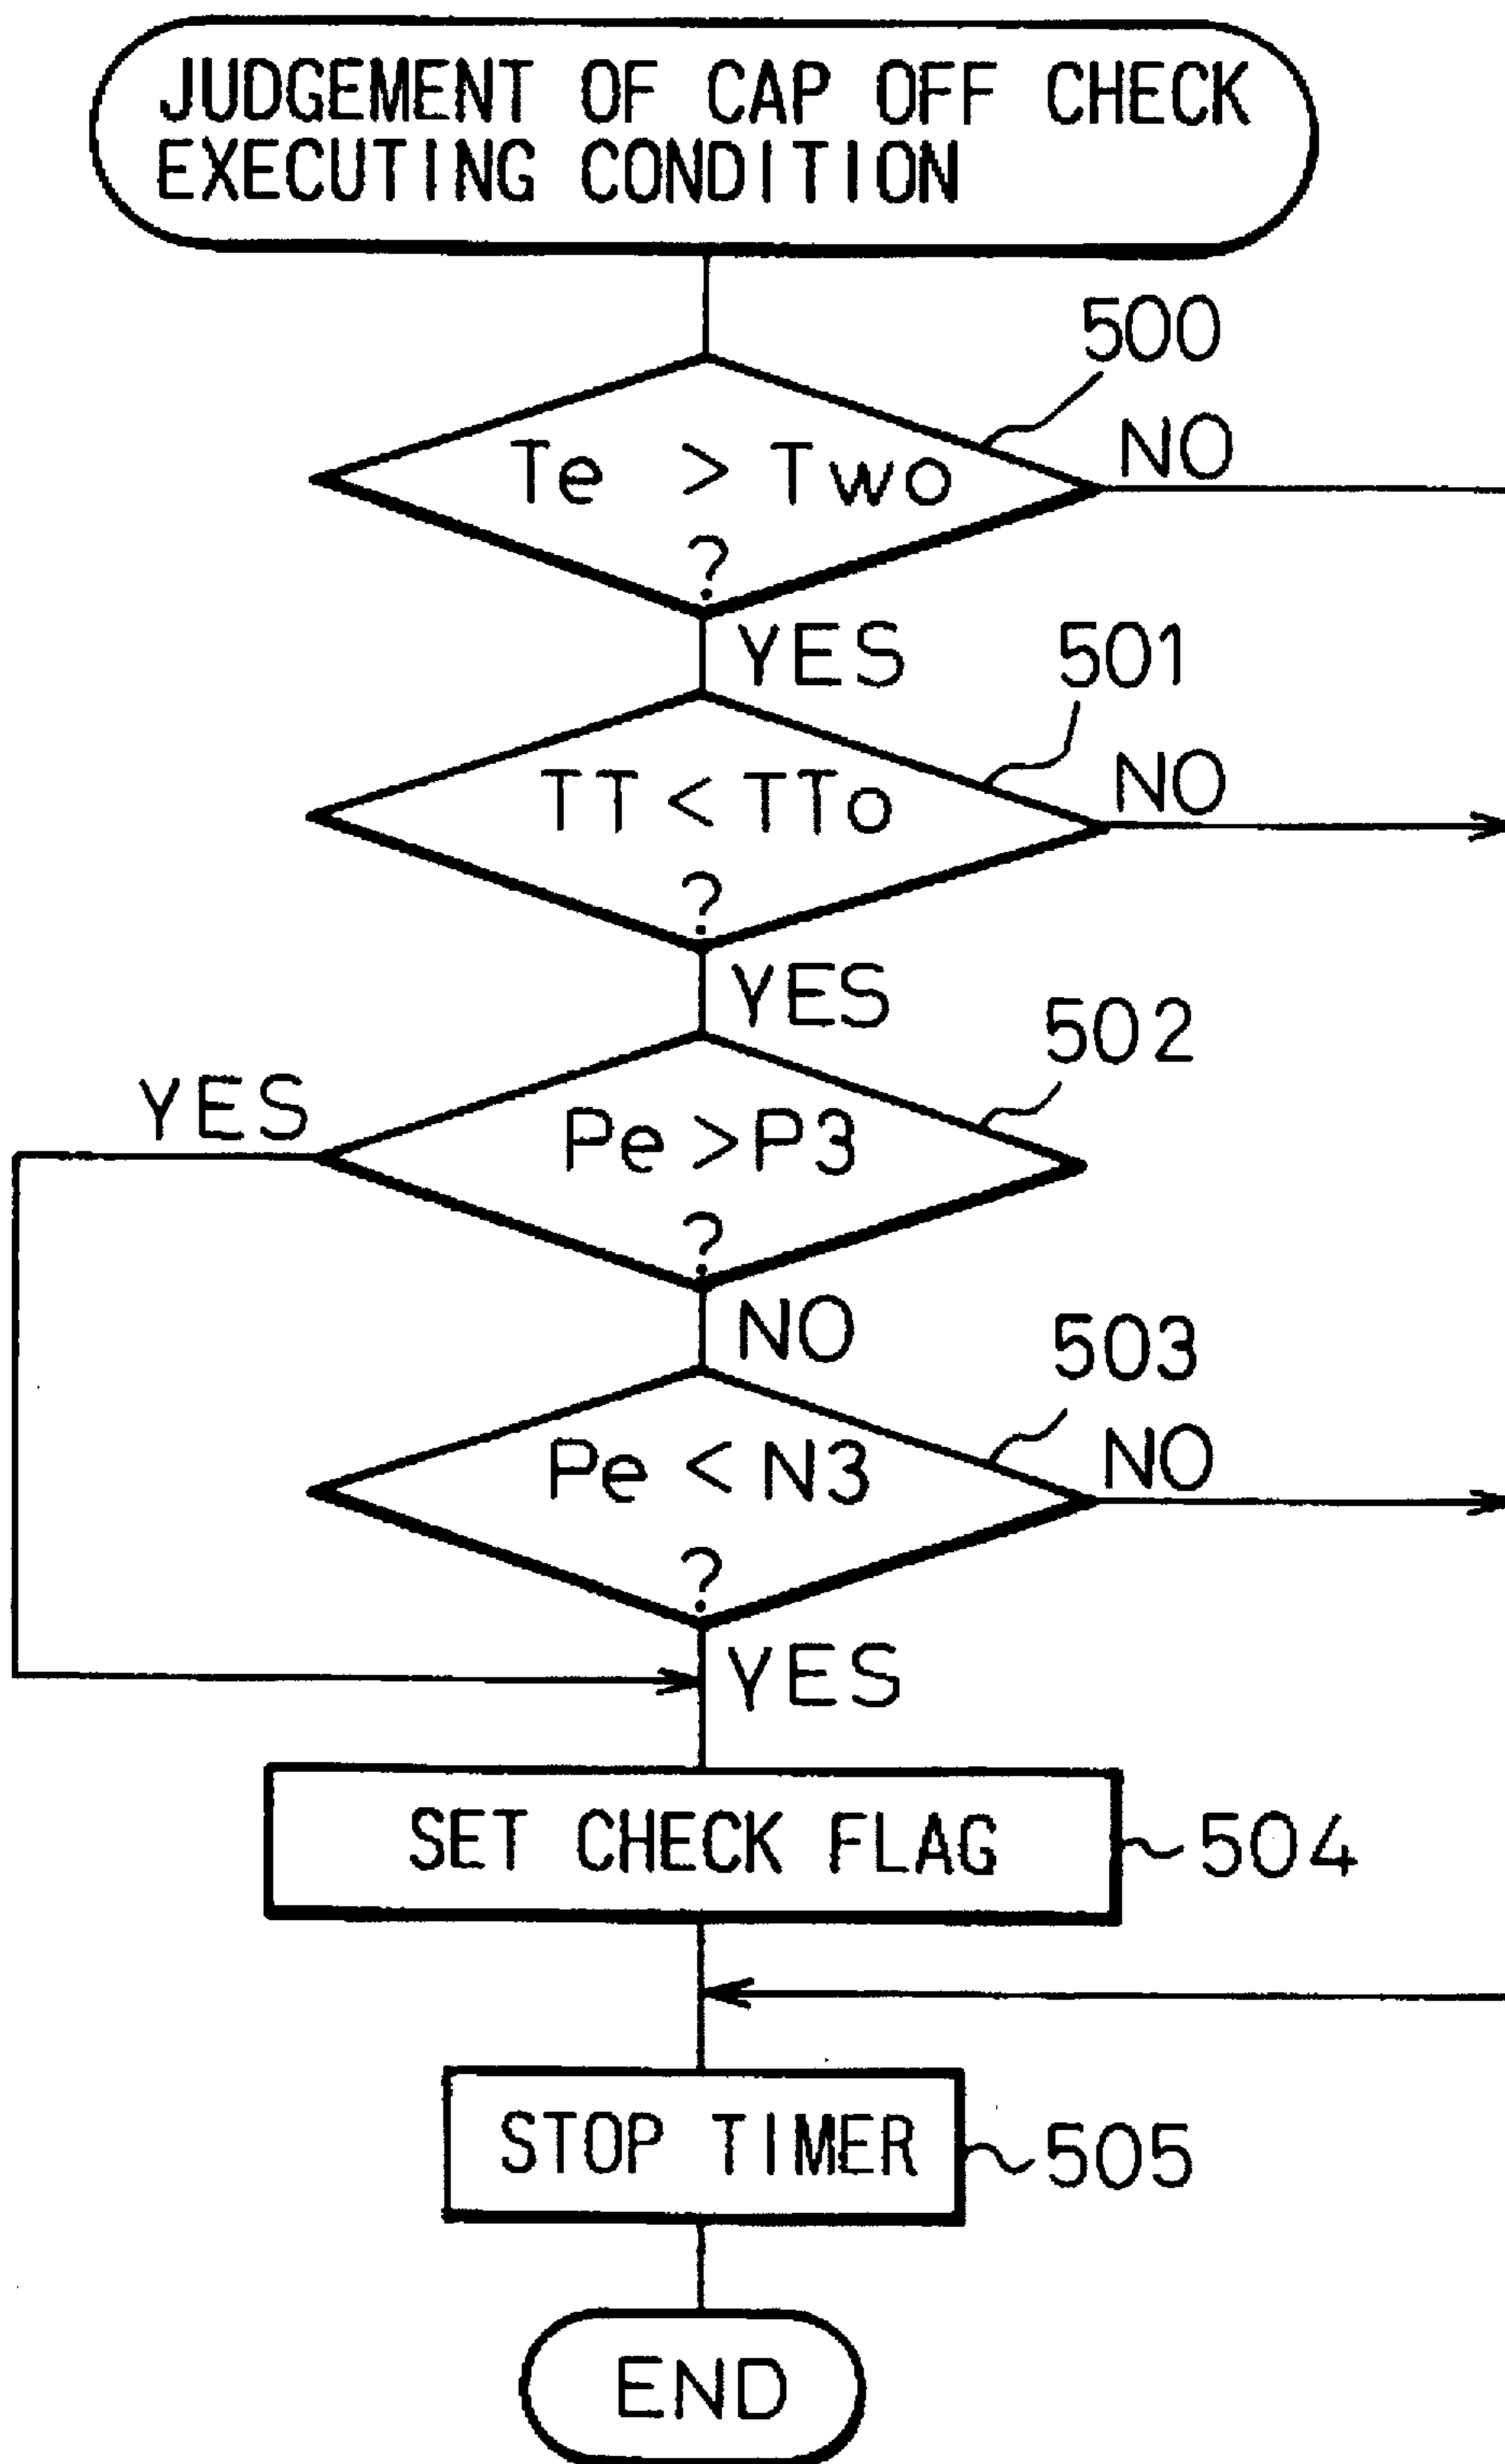 JUDGEMENT OF CAP OFF CHECK
EXECUTING CONDITION
500
Te > Two
?
NO
YES
501
TT < TTo
?
NO
YES
502
YES
Pe > P3
?
NO
503
Pe < N3
?
NO
YES
SET CHECK FLAG
504
STOP TIMER
505
END